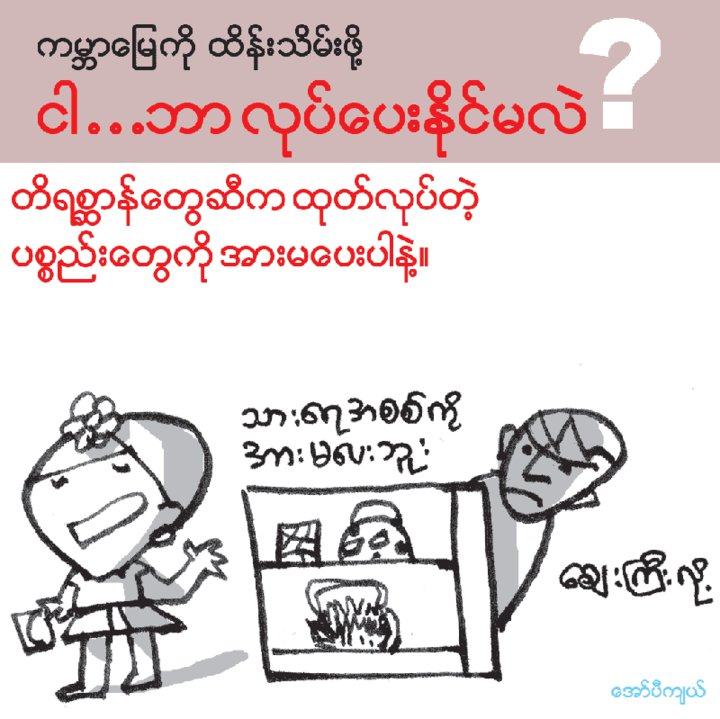 ကမ္ဘာမြေကို ထိန်းသိမ်းဖို့
ငါ...ဘာ လုပ်ပေးနိုင်မလဲ?
တိရစ္ဆာန်တွေဆီက ထုတ်လုပ်တဲ့
ပစ္စည်းတွေကို အားမပေးပါနဲ့။
သားရေအစစ်ကို
အားမပေးဘူး
ဈေးကြီးလို့
အော်ပီကျယ်